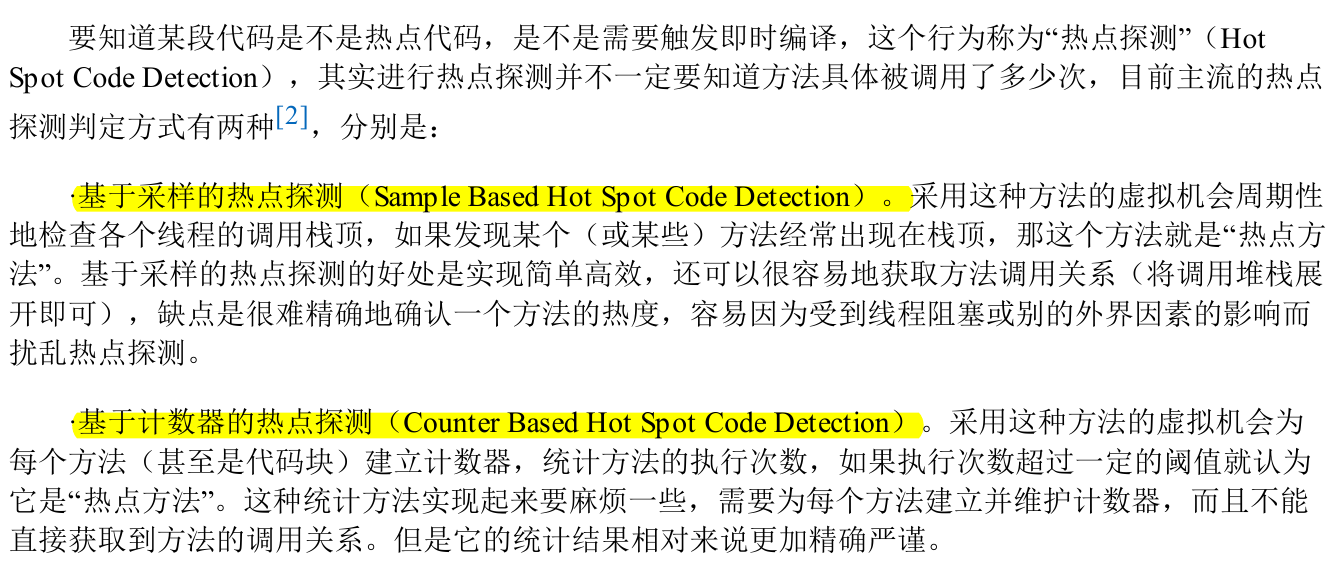 要知道某段代码是不是热点代码，是不是需要触发即时编译，这个行为称为“热点探测”（Hot
Spot Code Detection），其实进行热点探测并不一定要知道方法具体被调用了多少次，目前主流的热点
探测判定方式有两种[2]，分别是：
·基于采样的热点探测（Sample Based Hot Spot Code Detection）。采用这种方法的虚拟机会周期性
地检查各个线程的调用栈顶，如果发现某个（或某些）方法经常出现在栈顶，那这个方法就是“热点方
法”。基于采样的热点探测的好处是实现简单高效，还可以很容易地获取方法调用关系（将调用堆栈展
开即可），缺点是很难精确地确认一个方法的热度，容易因为受到线程阻塞或别的外界因素的影响而
扰乱热点探测。
·基于计数器的热点探测（Counter Based Hot Spot Code Detection）。采用这种方法的虚拟机会为
每个方法（甚至是代码块）建立计数器，统计方法的执行次数，如果执行次数超过一定的阈值就认为
它是“热点方法”。这种统计方法实现起来要麻烦一些，需要为每个方法建立并维护计数器，而且不能
直接获取到方法的调用关系。但是它的统计结果相对来说更加精确严谨。